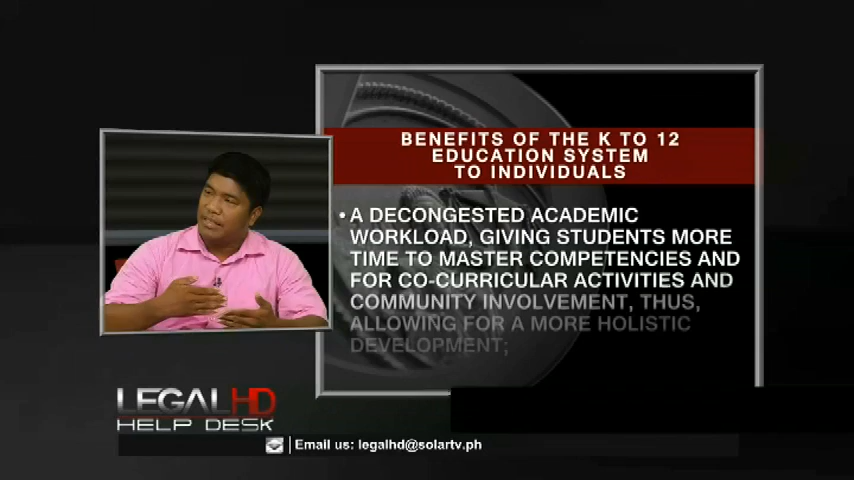 BENEFITS OF THE K TO 12
EDUCATION SYSTEM
TO INDIVIDUALS
• A DECONGESTED ACADEMIC
WORKLOAD, GIVING STUDENTS MORE
TIME TO MASTER COMPETENCIES AND
FOR CO-CURRICULAR ACTIVITIES AND
COMMUNITY INVOLVEMENT, THUS,
ALLOWING FOR A MORE HOLISTIC
DEVELOPMENT;
LEGALHD
HELP DESK
Email us: legalhd@solartv.ph